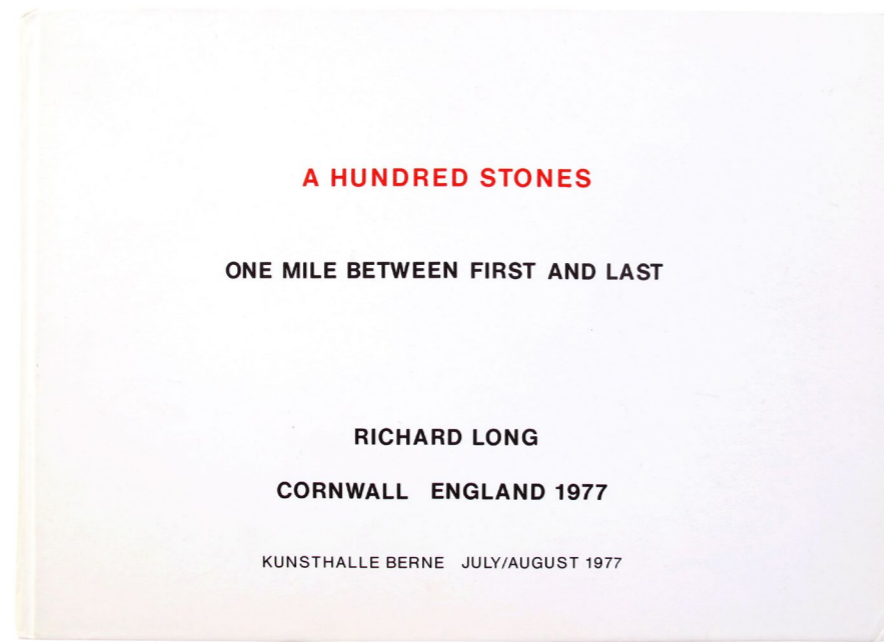 A HUNDRED STONES
ONE MILE BETWEEN FIRST AND LAST
RICHARD LONG
CORNWALL ENGLAND 1977
KUNSTHALLE BERNE JULY/AUGUST 1977